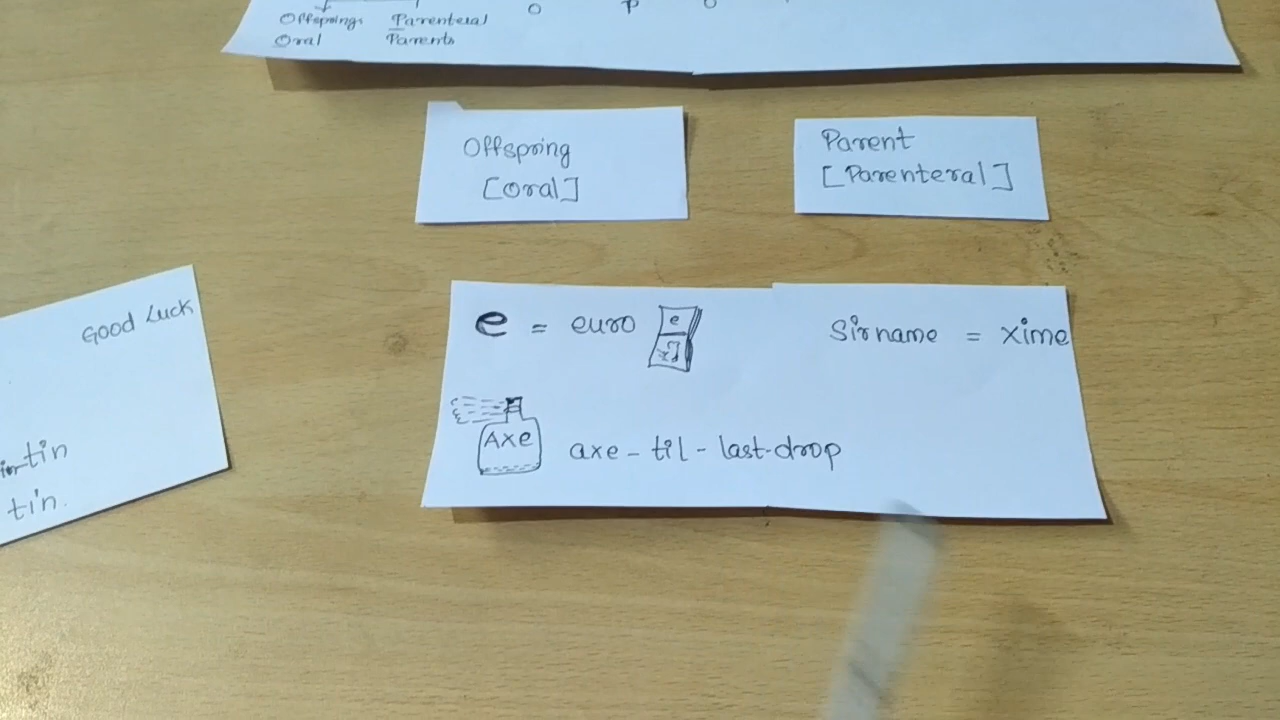 Offsprings Parenteral
Oral Parents
O P O
Offspring
[Oral]
Parent
[Parenteral]
Good Luck
tin
tin.
e = euro e
Sirname = xime
Axe axe-til-last-drop